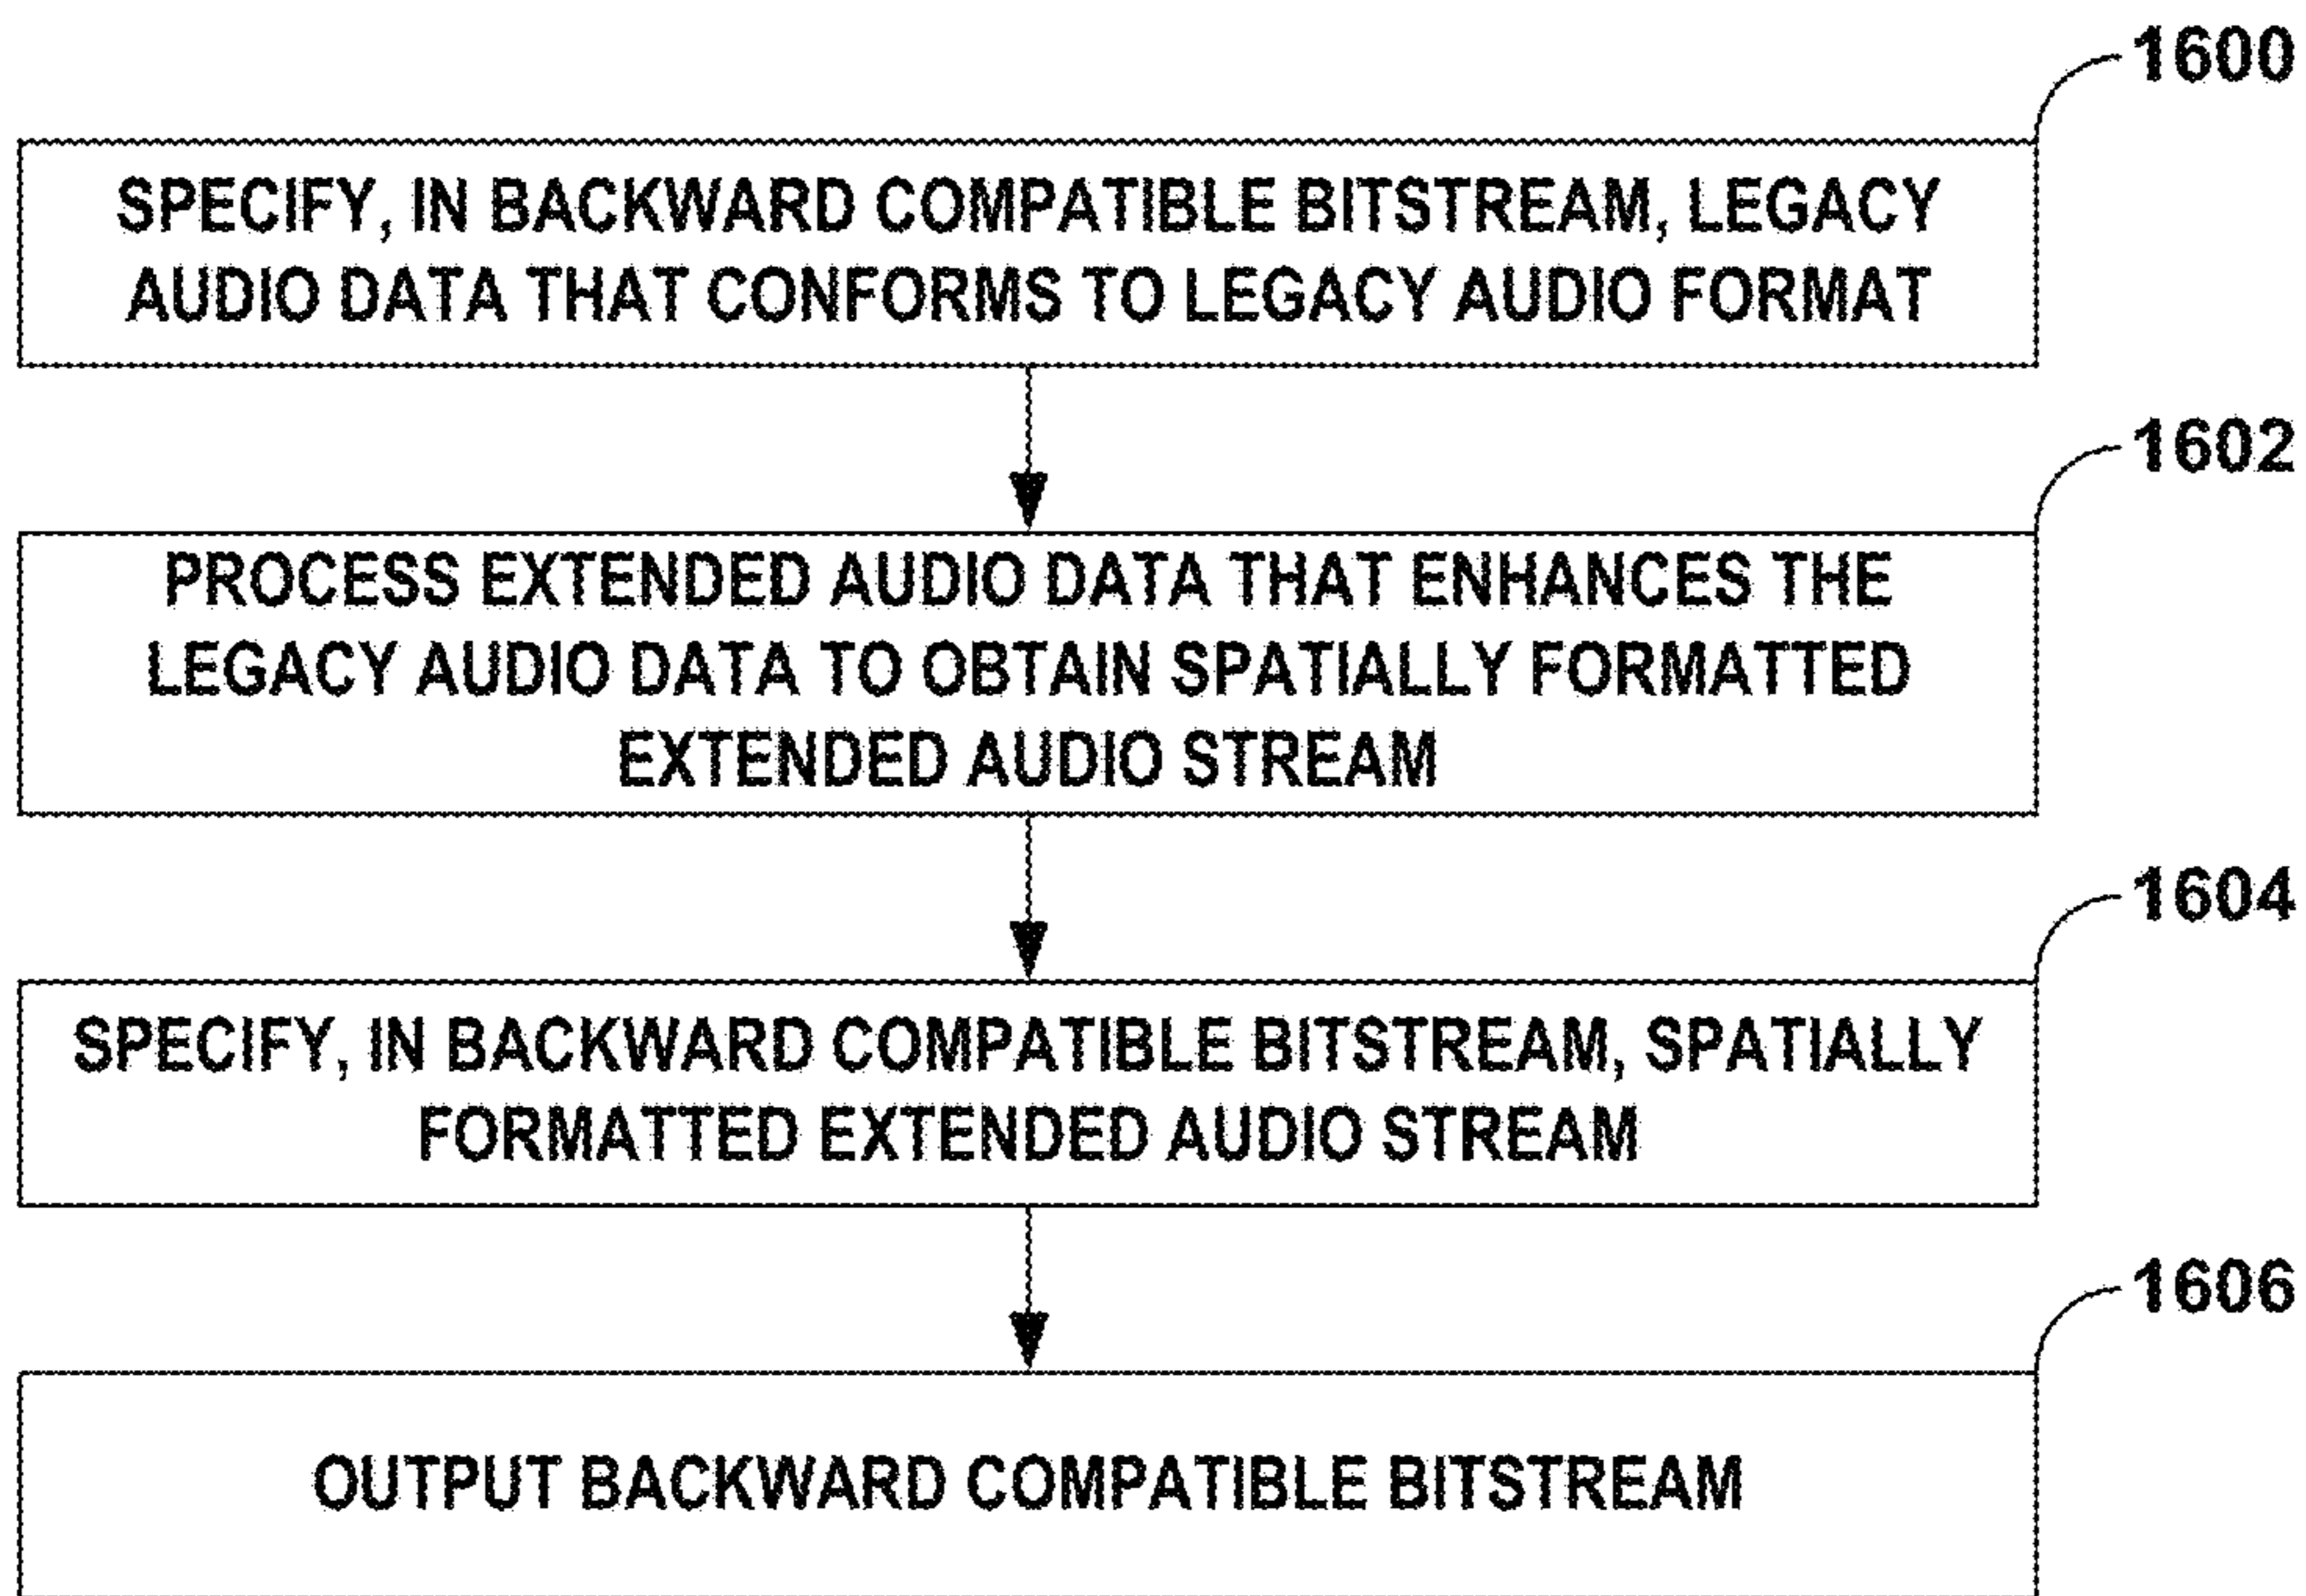 1600
SPECIFY, IN BACKWARD COMPATIBLE BITSTREAM, LEGACY
AUDIO DATA THAT CONFORMS TO LEGACY AUDIO FORMAT
1602
PROCESS EXTENDED AUDIO DATA THAT ENHANCES THE
LEGACY AUDIO DATA TO OBTAIN SPATIALLY FORMATTED
EXTENDED AUDIO STREAM
1604
SPECIFY, IN BACKWARD COMPATIBLE BITSTREAM, SPATIALLY
FORMATTED EXTENDED AUDIO STREAM
1606
OUTPUT BACKWARD COMPATIBLE BITSTREAM